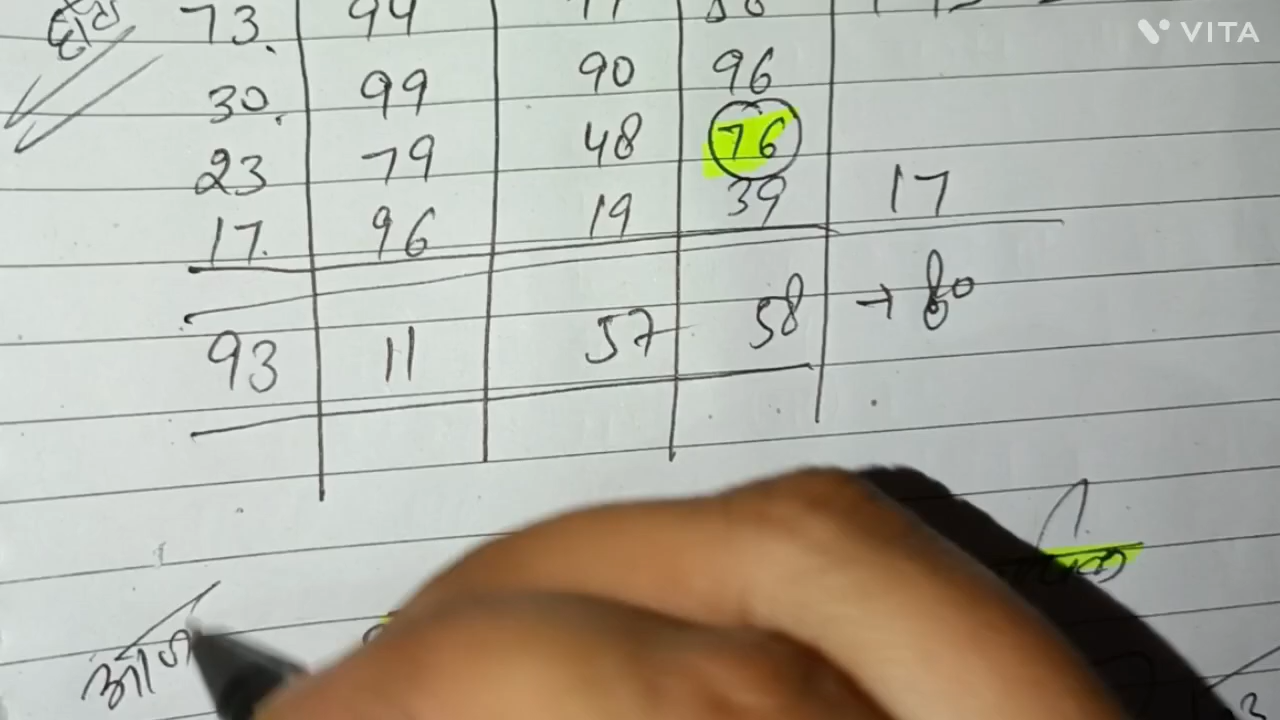 VITA
73. 94
30. 99 90 96
23 79 48 76
17. 96 19 39 17
93 11 57 58 → 80